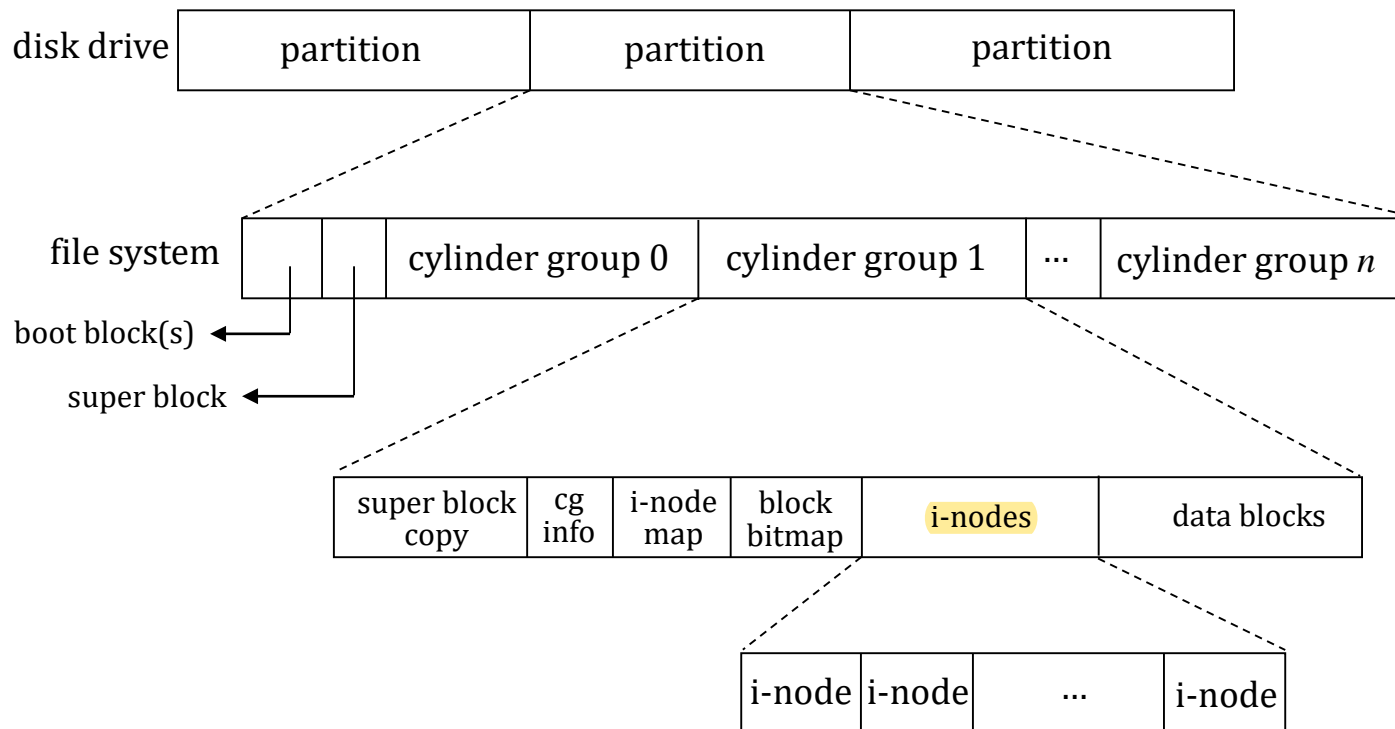 disk drive
partition
partition
partition
file system
cylinder group 0
cylinder group 1
...
cylinder group n
boot block(s)
super block
super block
copy
cg
info
i-node
map
block
bitmap
i-nodes
data blocks
i-node
i-node
...
i-node